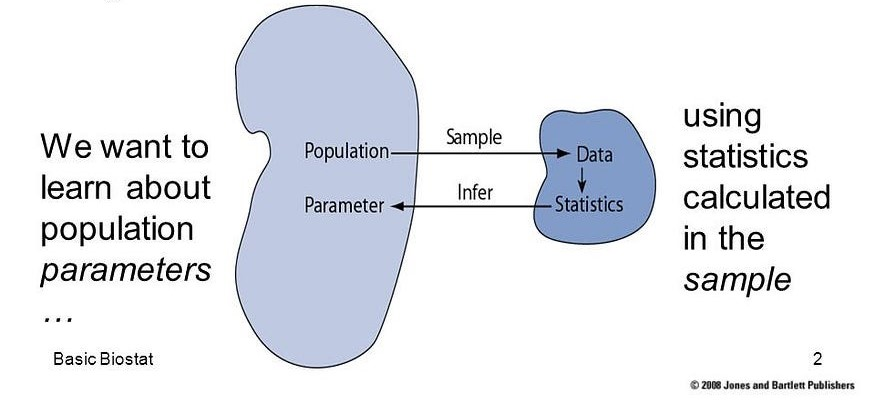 We want to
learn about
population
parameters
…
Population
Sample
Data
Parameter
Infer
Statistics
using
statistics
calculated
in the
sample
Basic Biostat
2
© 2008 Jones and Bartlett Publishers